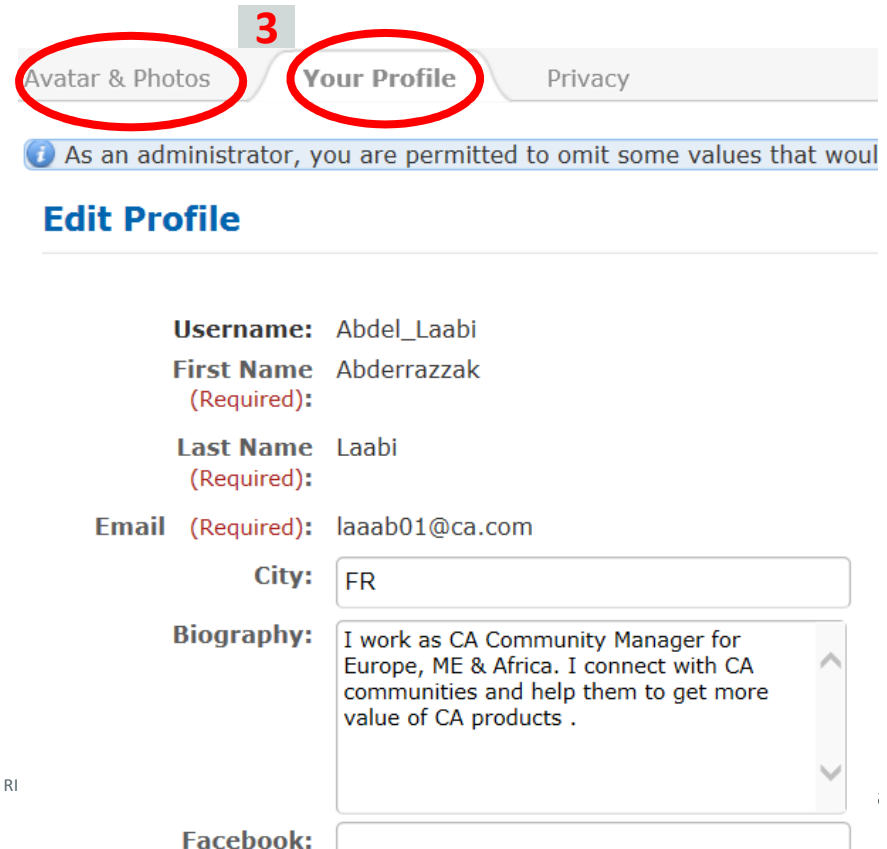 3
Avatar & Photos Your Profile Privacy
As an administrator, you are permitted to omit some values that woul
Edit Profile
Username: Abdel_Laabi
First Name Abderrazzak
(Required):
Last Name Laabi
(Required):
Email (Required): laaab01@ca.com
City: FR
Biography: I work as CA Community Manager for
Europe, ME & Africa. I connect with CA
communities and help them to get more
value of CA products .
RI
Facebook: